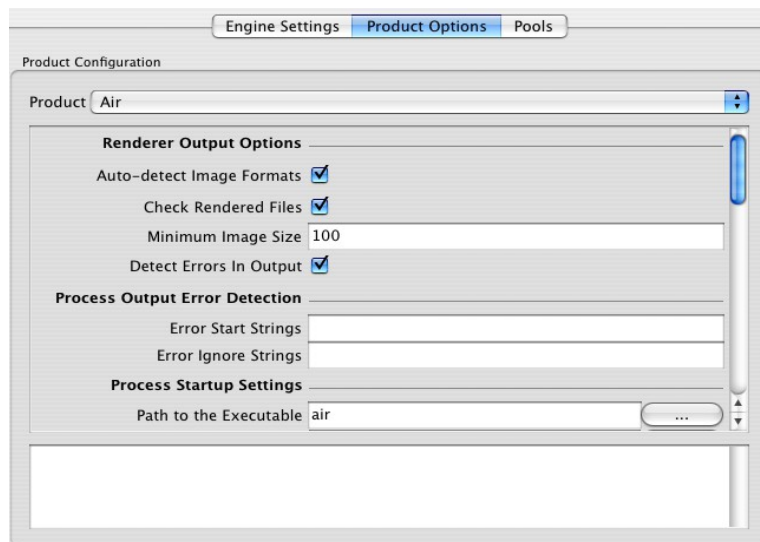 Engine Settings Product Options Pools
Product Configuration
Product Air
Renderer Output Options
Auto-detect Image Formats
Check Rendered Files
Minimum Image Size 100
Detect Errors In Output
Process Output Error Detection
Error Start Strings
Error Ignore Strings
Process Startup Settings
Path to the Executable air ...